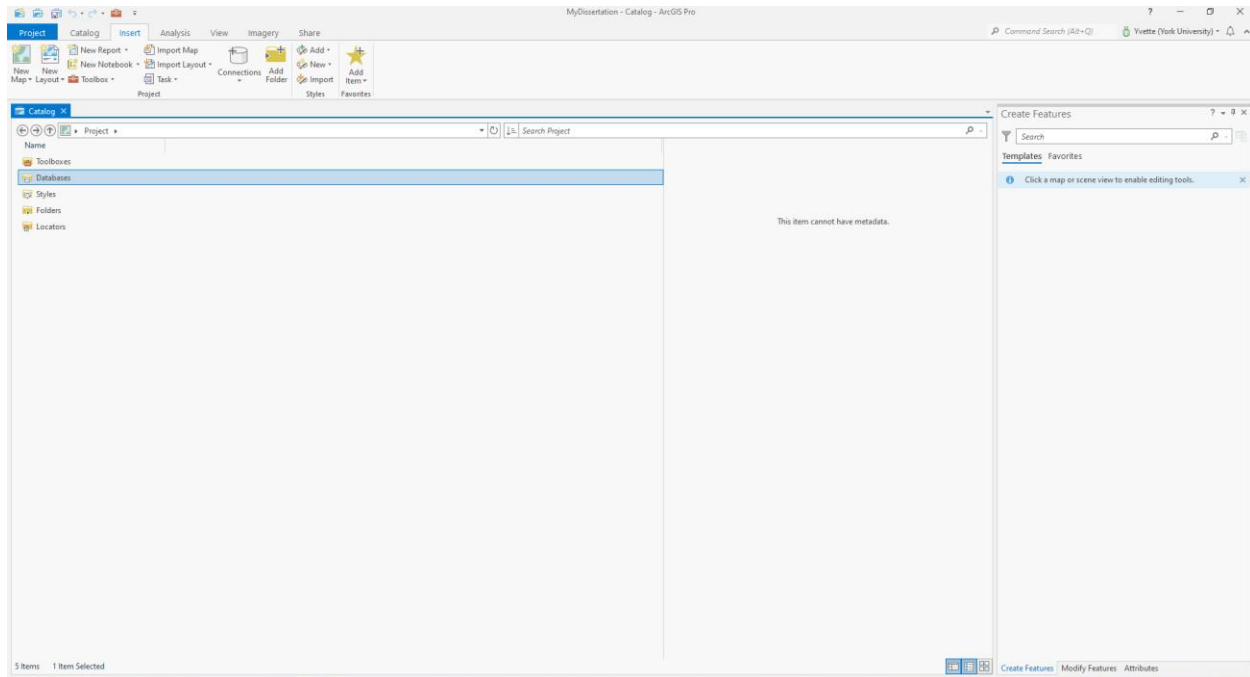 MyDissertation - Catalog - ArcGIS Pro
Project Catalog Insert Analysis View Imagery Share
Command Search (Alt+Q)
Yvette (York University)
New Map
New Layout
New Report
New Notebook
Toolbox
Import Map
Import Layout
Task
Connections
Add Folder
Project
Add
New
Import
Styles
Add Item
Favorites
Catalog
Project
Search Project
Name
Toolboxes
Databases
Styles
Folders
Locators
This item cannot have metadata.
5 Items 1 Item Selected
Create Features
Search
Templates Favorites
Click a map or scene view to enable editing tools.
Create Features Modify Features Attributes